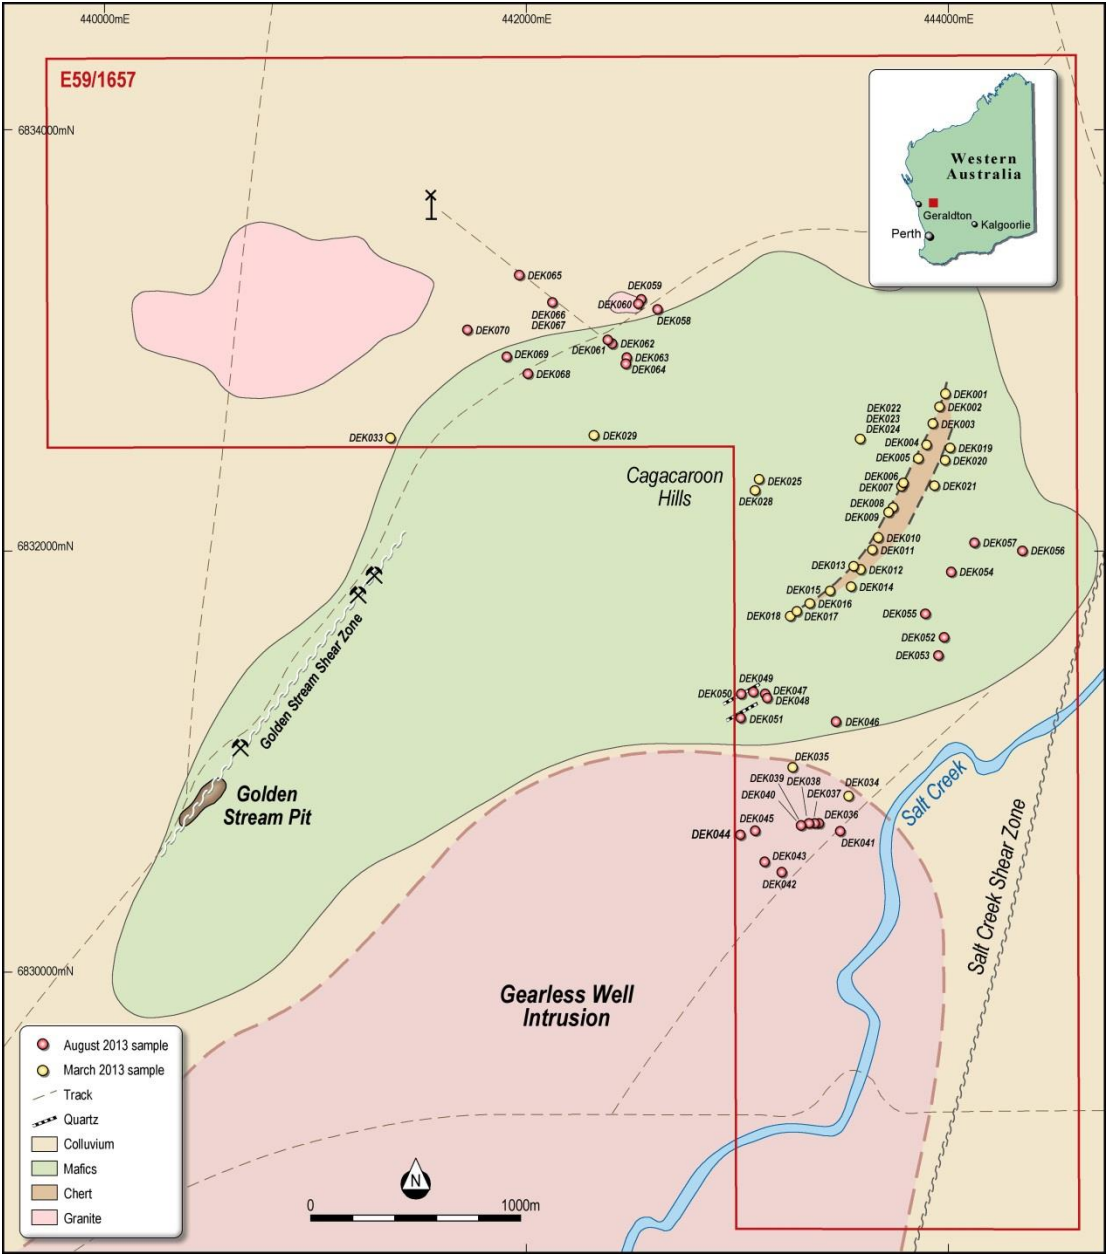 440000mE
442000mE
444000mE
E59/1657
6834000mN
Western
Australia
Geraldton
Kalgoorlie
Perth
DEK065
DEK059
DEK060
DEK066
DEK067
DEK058
DEK070
DEK061
DEK062
DEK069
DEK063
DEK064
DEK068
DEK001
DEK022
DEK023
DEK024
DEK002
DEK003
DEK033
DEK029
DEK004
DEK019
DEK005
DEK020
Cagacaroon
Hills
DEK025
DEK028
DEK006
DEK007
DEK021
DEK008
DEK009
6832000mN
DEK010
DEK011
DEK057
DEK056
DEK013
DEK012
DEK054
DEK015
DEK014
DEK016
DEK018
DEK017
DEK055
DEK052
DEK053
Golden Stream Shear Zone
DEK049
DEK050
DEK047
DEK048
DEK051
DEK046
DEK035
DEK039
DEK038
DEK034
DEK040
DEK037
Golden
Stream Pit
Salt Creek
DEK036
DEK045
DEK044
DEK041
DEK043
DEK042
Salt Creek Shear Zone
6830000mN
Gearless Well
Intrusion
August 2013 sample
March 2013 sample
Track
Quartz
Colluvium
Mafics
Chert
Granite
N
0
1000m